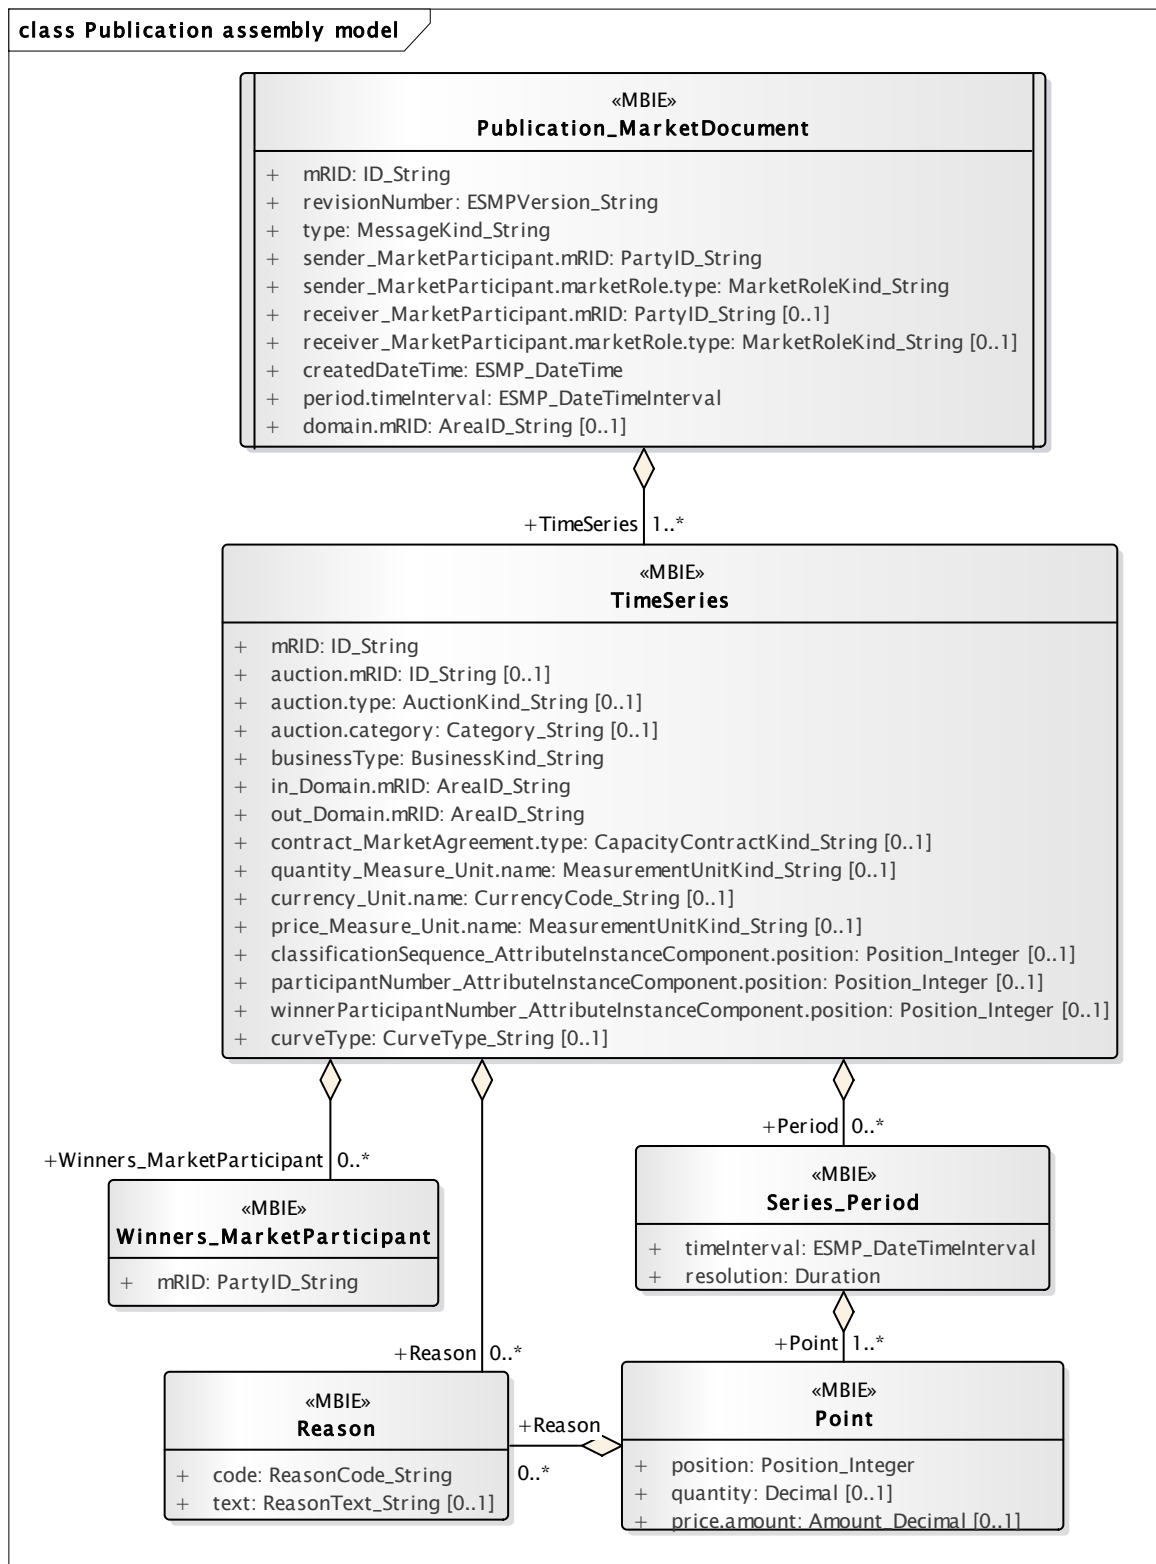 class Publication assembly model
«MBIE»
Publication_MarketDocument
+ mRID: ID_String
+ revisionNumber: ESMPVersion_String
+ type: MessageKind_String
+ sender_MarketParticipant.mRID: PartyID_String
+ sender_MarketParticipant.marketRole.type: MarketRoleKind_String
+ receiver_MarketParticipant.mRID: PartyID_String [0..1]
+ receiver_MarketParticipant.marketRole.type: MarketRoleKind_String [0..1]
+ createdDateTime: ESMP_DateTime
+ period.timeInterval: ESMP_DateTimeInterval
+ domain.mRID: AreaID_String [0..1]
+TimeSeries 1..*
«MBIE»
TimeSeries
+ mRID: ID_String
+ auction.mRID: ID_String [0..1]
+ auction.type: AuctionKind_String [0..1]
+ auction.category: Category_String [0..1]
+ businessType: BusinessKind_String
+ in_Domain.mRID: AreaID_String
+ out_Domain.mRID: AreaID_String
+ contract_MarketAgreement.type: CapacityContractKind_String [0..1]
+ quantity_Measure_Unit.name: MeasurementUnitKind_String [0..1]
+ currency_Unit.name: CurrencyCode_String [0..1]
+ price_Measure_Unit.name: MeasurementUnitKind_String [0..1]
+ classificationSequence_AttributeInstanceComponent.position: Position_Integer [0..1]
+ participantNumber_AttributeInstanceComponent.position: Position_Integer [0..1]
+ winnerParticipantNumber_AttributeInstanceComponent.position: Position_Integer [0..1]
+ curveType: CurveType_String [0..1]
+Winners_MarketParticipant 0..*
«MBIE»
Winners_MarketParticipant
+ mRID: PartyID_String
+Period 0..*
«MBIE»
Series_Period
+ timeInterval: ESMP_DateTimeInterval
+ resolution: Duration
+Reason 0..*
«MBIE»
Reason
+ code: ReasonCode_String
+ text: ReasonText_String [0..1]
+Reason
0..*
+Point 1..*
«MBIE»
Point
+ position: Position_Integer
+ quantity: Decimal [0..1]
+ price.amount: Amount_Decimal [0..1]